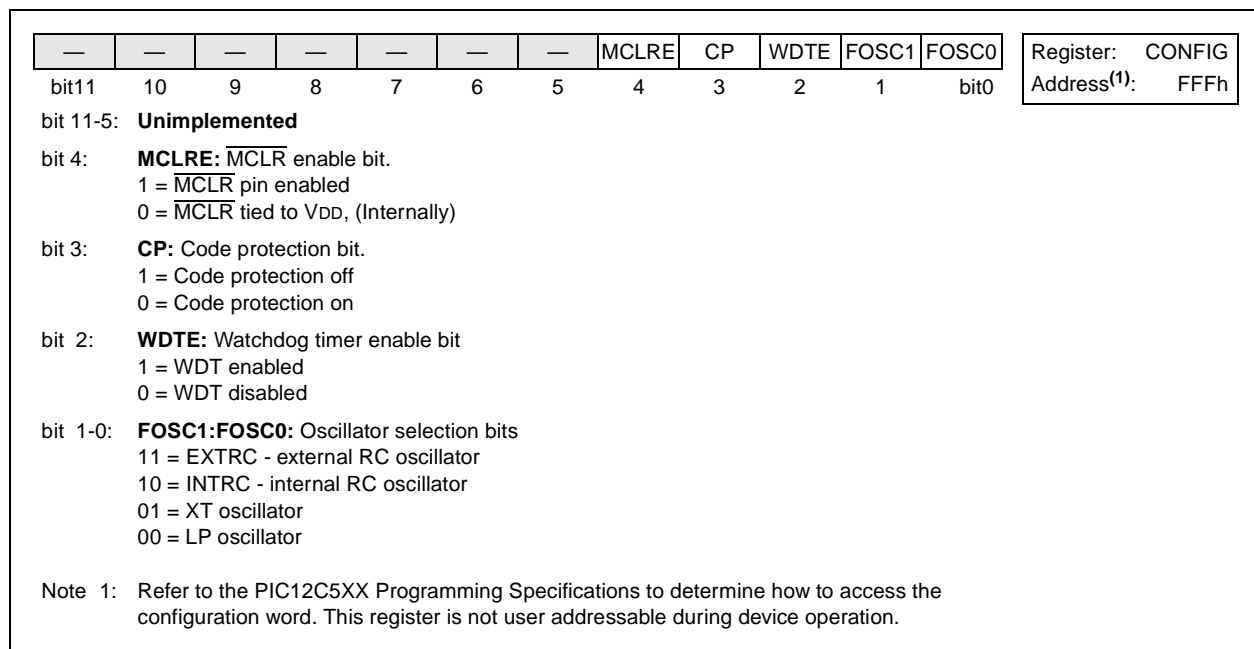 — — — — — — — MCLRE CP WDTE FOSC1 FOSC0 Register: CONFIG
bit11 10 9 8 7 6 5 4 3 2 1 bit0 Address(1): FFFh
bit 11-5: Unimplemented
bit 4: MCLRE: MCLR enable bit.
1 = MCLR pin enabled
0 = MCLR tied to VDD, (Internally)
bit 3: CP: Code protection bit.
1 = Code protection off
0 = Code protection on
bit 2: WDTE: Watchdog timer enable bit
1 = WDT enabled
0 = WDT disabled
bit 1-0: FOSC1:FOSC0: Oscillator selection bits
11 = EXTRC - external RC oscillator
10 = INTRC - internal RC oscillator
01 = XT oscillator
00 = LP oscillator
Note 1: Refer to the PIC12C5XX Programming Specifications to determine how to access the
configuration word. This register is not user addressable during device operation.